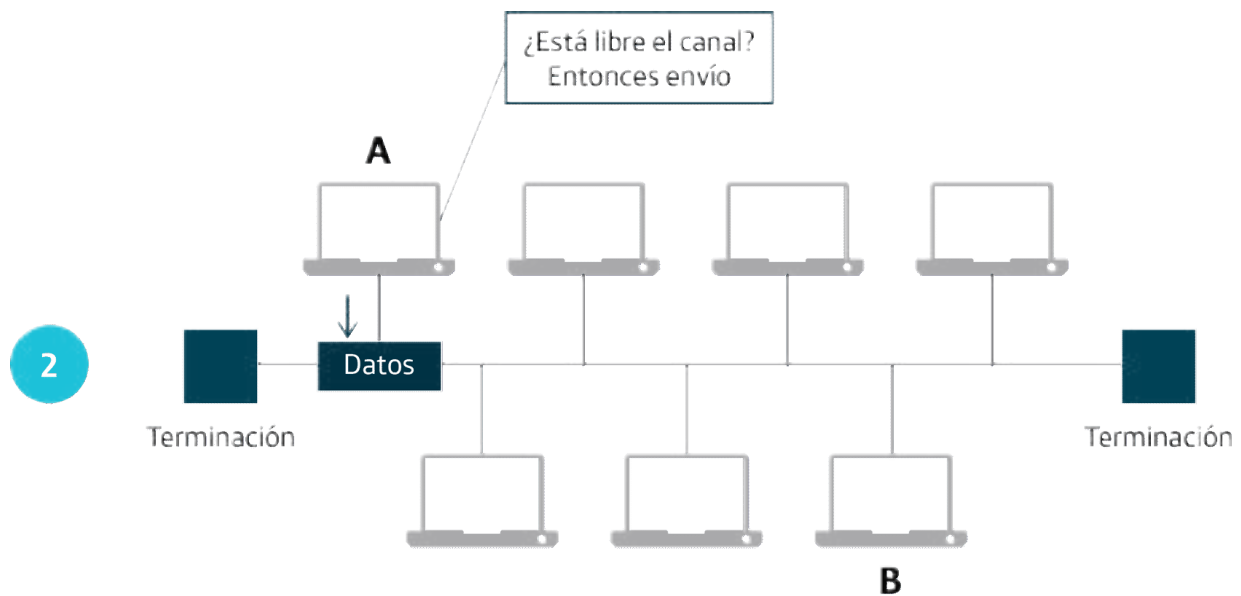 ¿Está libre el canal?
Entonces envío
A
2
Datos
Terminación
Terminación
B